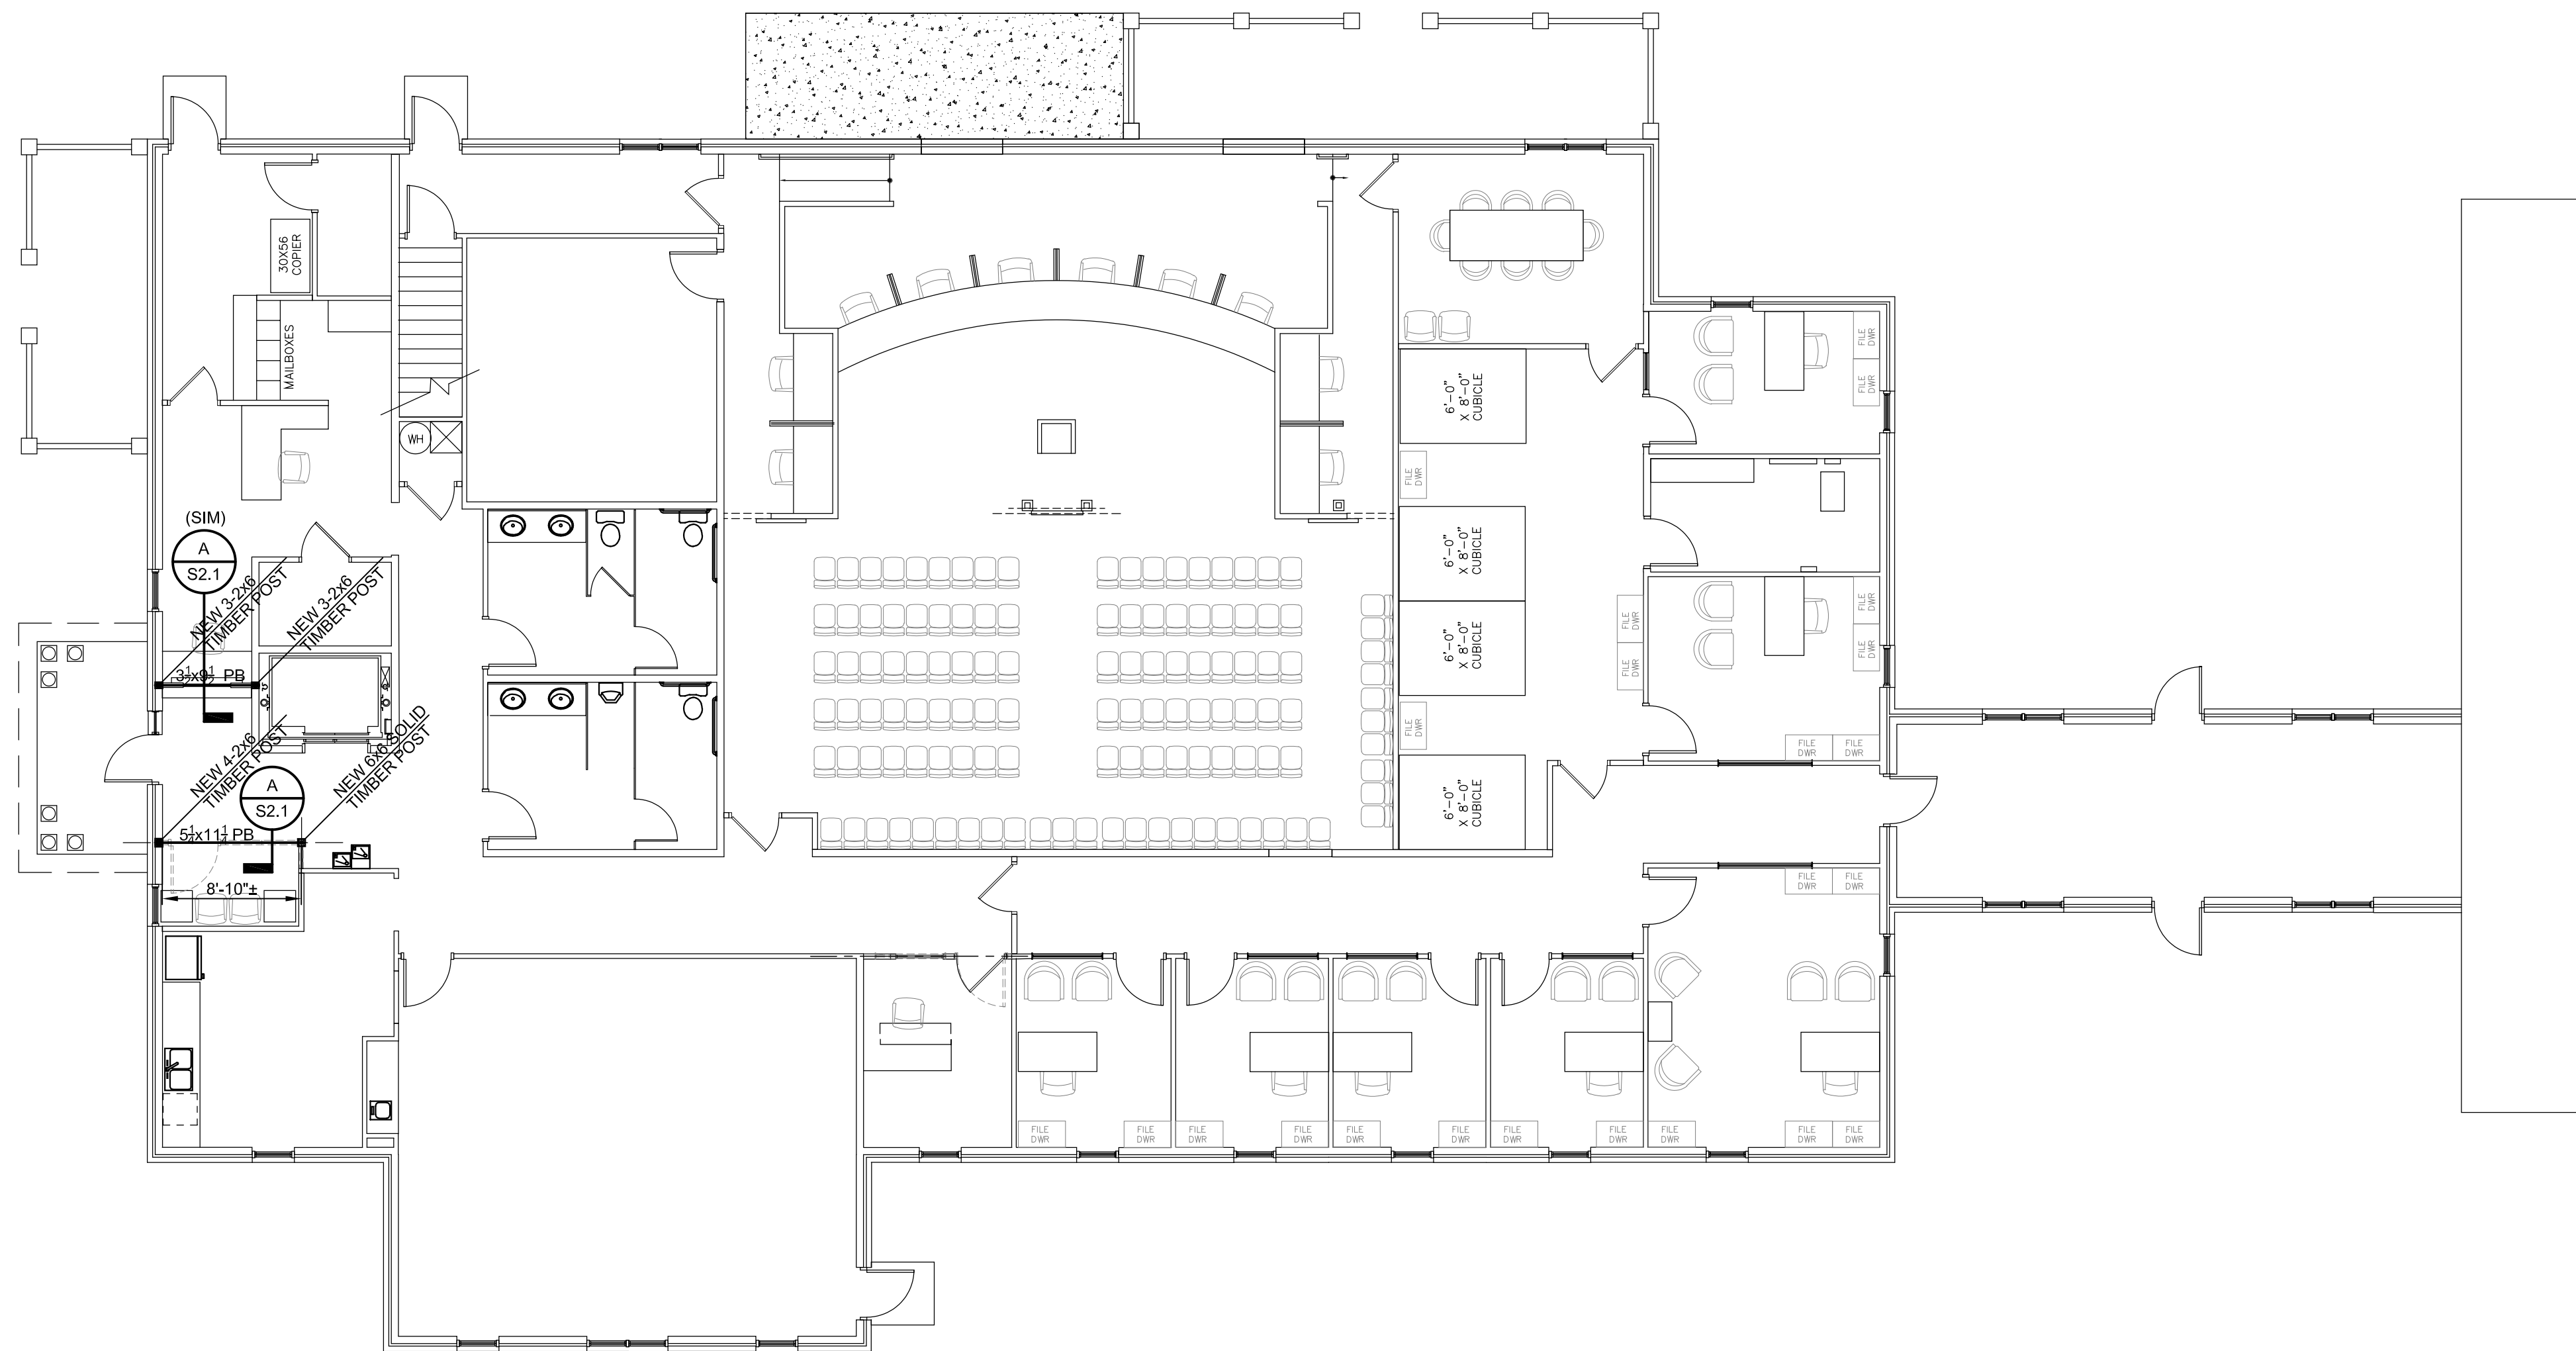 30X56
COPIER
MAILBOXES
WH
(SIM)
A
S2.1
NEW 3-2x6
TIMBER POST
NEW 3-2x6
TIMBER POST
3½x9½ PB
NEW 4-2x6
TIMBER POST
NEW 6x6 SOLID
TIMBER POST
A
S2.1
5¼x11¼ PB
8'-10"±
6'-0"
X 8'-0"
CUBICLE
FILE
DWR
6'-0"
X 8'-0"
CUBICLE
6'-0"
X 8'-0"
CUBICLE
FILE
DWR
6'-0"
X 8'-0"
CUBICLE
FILE
DWR
FILE
DWR
FILE
DWR
FILE
DWR
FILE
DWR
FILE
DWR
FILE
DWR
FILE
DWR
FILE
DWR
FILE
DWR
FILE
DWR
FILE
DWR
FILE
DWR
FILE
DWR
FILE
DWR
FILE
DWR
FILE
DWR
FILE
DWR
FILE
DWR
FILE
DWR
FILE
DWR